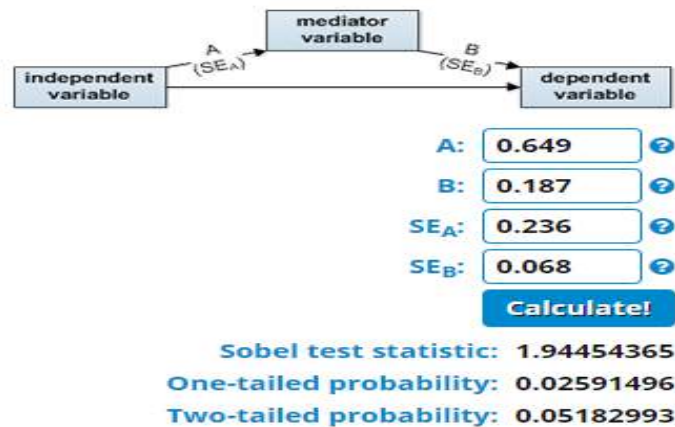 mediator
variable
A
(SEA)
B
(SEB)
independent
variable
dependent
variable
A: 0.649 ?
B: 0.187 ?
SEA: 0.236 ?
SEB: 0.068 ?
Calculate!
Sobel test statistic: 1.94454365
One-tailed probability: 0.02591496
Two-tailed probability: 0.05182993